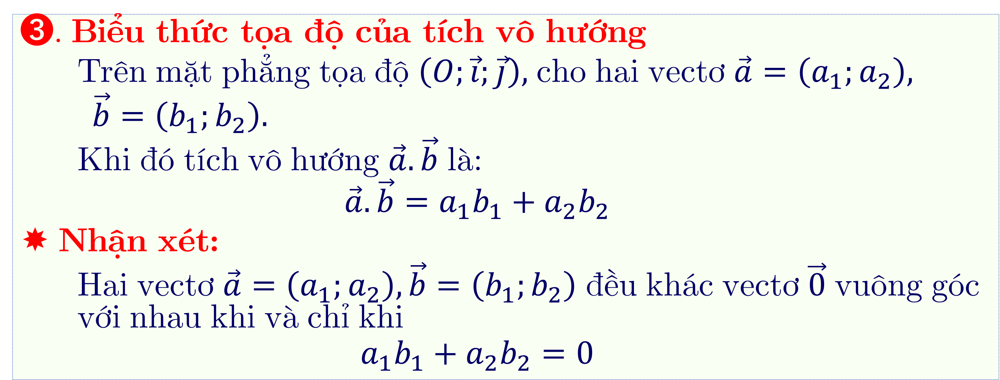 ❸. Biểu thức tọa độ của tích vô hướng
Trên mặt phẳng tọa độ $(O; \vec{i}; \vec{j})$, cho hai vectơ $\vec{a} = (a_1; a_2)$,
$\vec{b} = (b_1; b_2)$.
Khi đó tích vô hướng $\vec{a}.\vec{b}$ là:
$\vec{a}.\vec{b} = a_1b_1 + a_2b_2$
✸ Nhận xét:
Hai vectơ $\vec{a} = (a_1; a_2), \vec{b} = (b_1; b_2)$ đều khác vectơ $\vec{0}$ vuông góc
với nhau khi và chỉ khi
$a_1b_1 + a_2b_2 = 0$